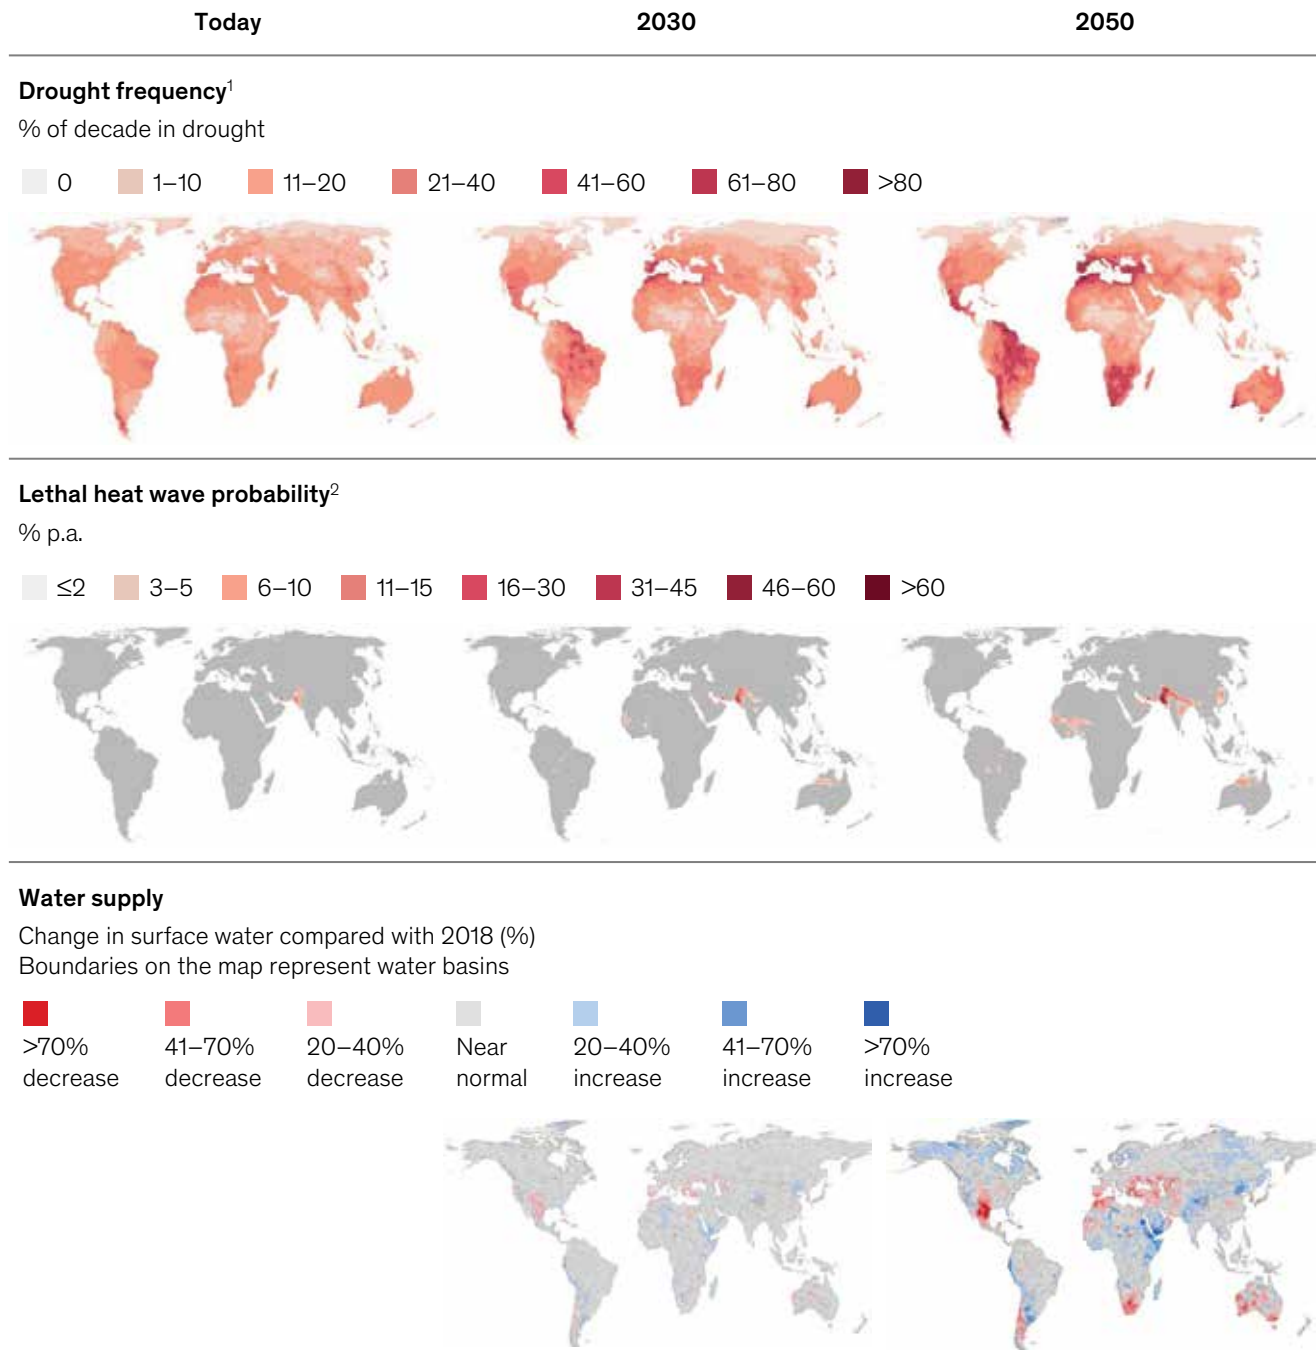 Today 2030 2050
Drought frequency1
% of decade in drought
0 1–10 11–20 21–40 41–60 61–80 >80
Lethal heat wave probability2
% p.a.
≤2 3–5 6–10 11–15 16–30 31–45 46–60 >60
Water supply
Change in surface water compared with 2018 (%)
Boundaries on the map represent water basins
>70% 41–70% 20–40% Near 20–40% 41–70% >70%
decrease decrease decrease normal increase increase increase